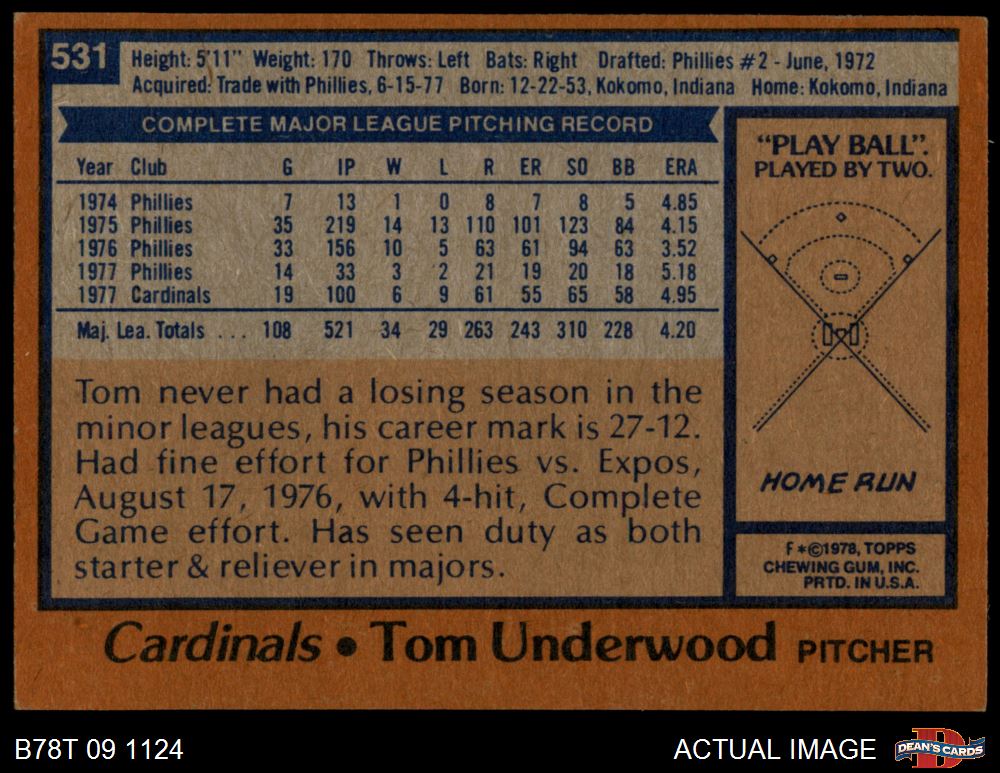 531
Height: 5'11" Weight: 170 Throws: Left Bats: Right Drafted: Phillies #2 - June, 1972
Acquired: Trade with Phillies, 6-15-77 Born: 12-22-53, Kokomo, Indiana Home: Kokomo, Indiana
COMPLETE MAJOR LEAGUE PITCHING RECORD
Year Club G IP W L R ER SO BB ERA
1974 Phillies 7 13 1 0 8 7 8 5 4.85
1975 Phillies 35 219 14 13 110 101 123 84 4.15
1976 Phillies 33 156 10 5 63 61 94 63 3.52
1977 Phillies 14 33 3 2 21 19 20 18 5.18
1977 Cardinals 19 100 6 9 61 55 65 58 4.95
Maj. Lea. Totals ... 108 521 34 29 263 243 310 228 4.20
Tom never had a losing season in the
minor leagues, his career mark is 27-12.
Had fine effort for Phillies vs. Expos,
August 17, 1976, with 4-hit, Complete
Game effort. Has seen duty as both
starter & reliever in majors.
"PLAY BALL".
PLAYED BY TWO.
HOME RUN
F *©1978, TOPPS
CHEWING GUM, INC.
PRTD. IN U.S.A.
Cardinals • Tom Underwood PITCHER
B78T 09 1124
ACTUAL IMAGE
D
DEAN'S CARDS